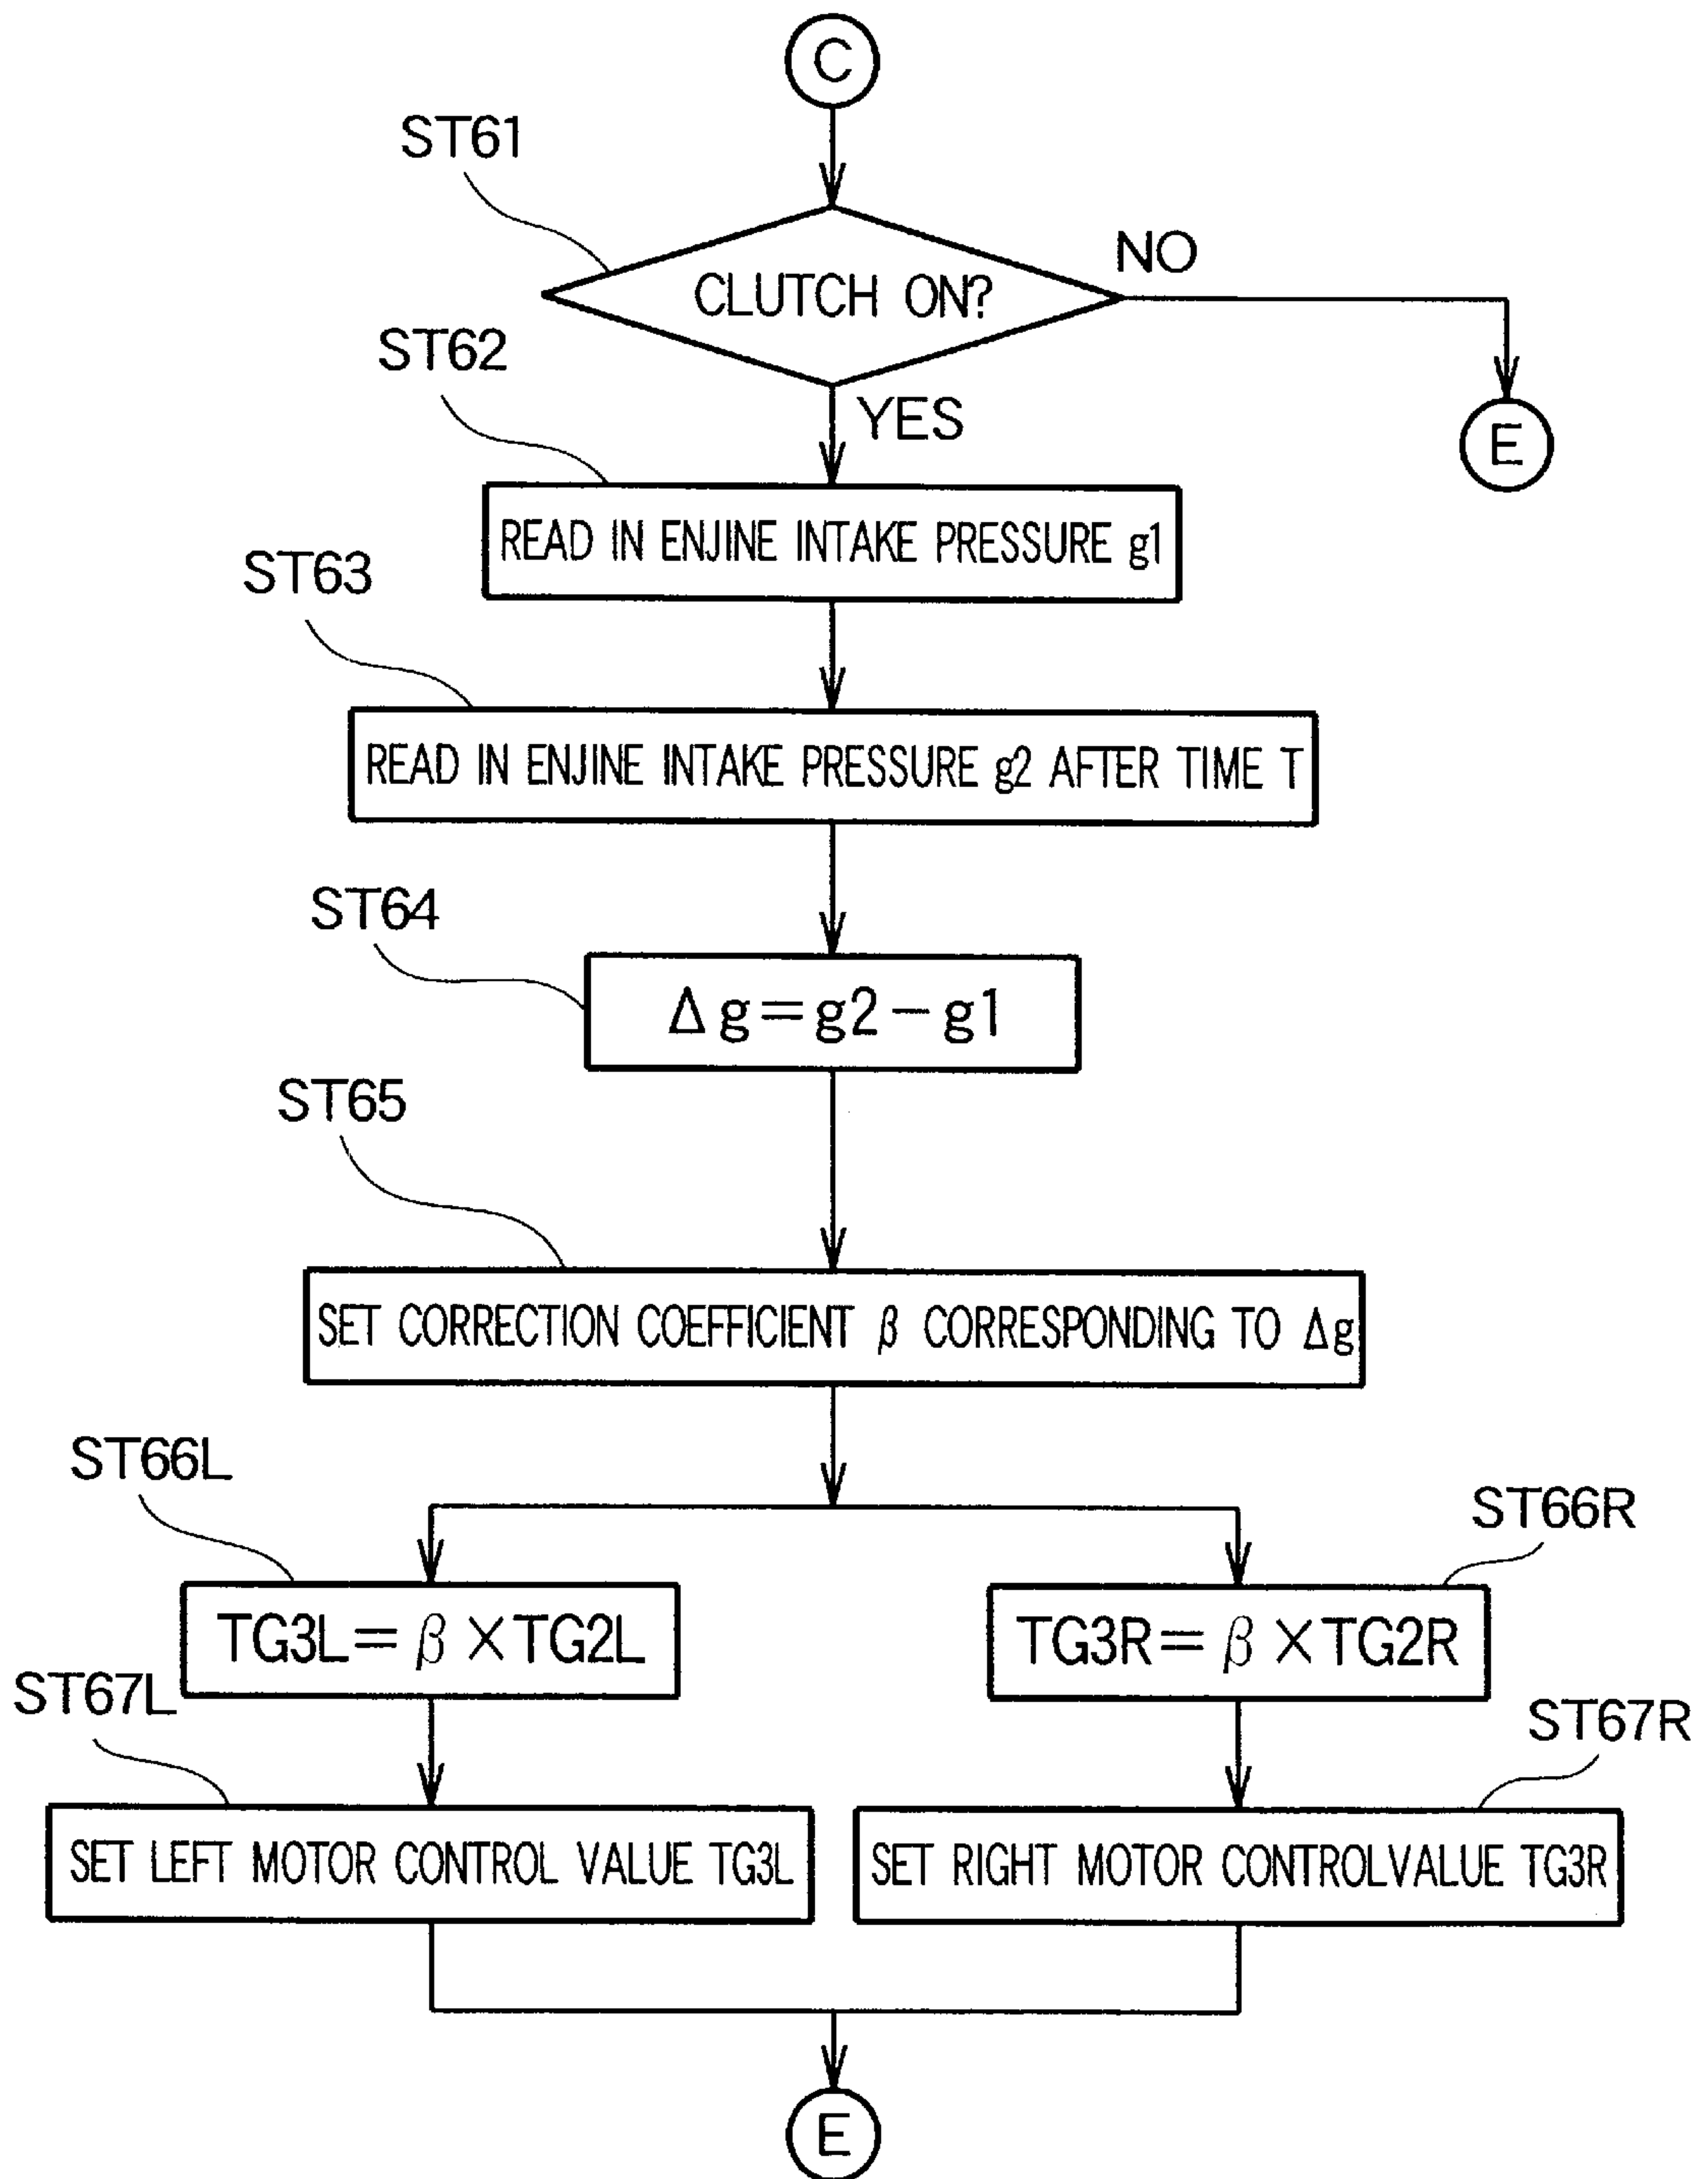 C
ST61
CLUTCH ON?
NO
ST62
YES
E
READ IN ENJINE INTAKE PRESSURE g1
ST63
READ IN ENJINE INTAKE PRESSURE g2 AFTER TIME T
ST64
Δg=g2-g1
ST65
SET CORRECTION COEFFICIENT β CORRESPONDING TO Δg
ST66L
ST66R
TG3L=β×TG2L
TG3R=β×TG2R
ST67L
ST67R
SET LEFT MOTOR CONTROL VALUE TG3L
SET RIGHT MOTOR CONTROLVALUE TG3R
E